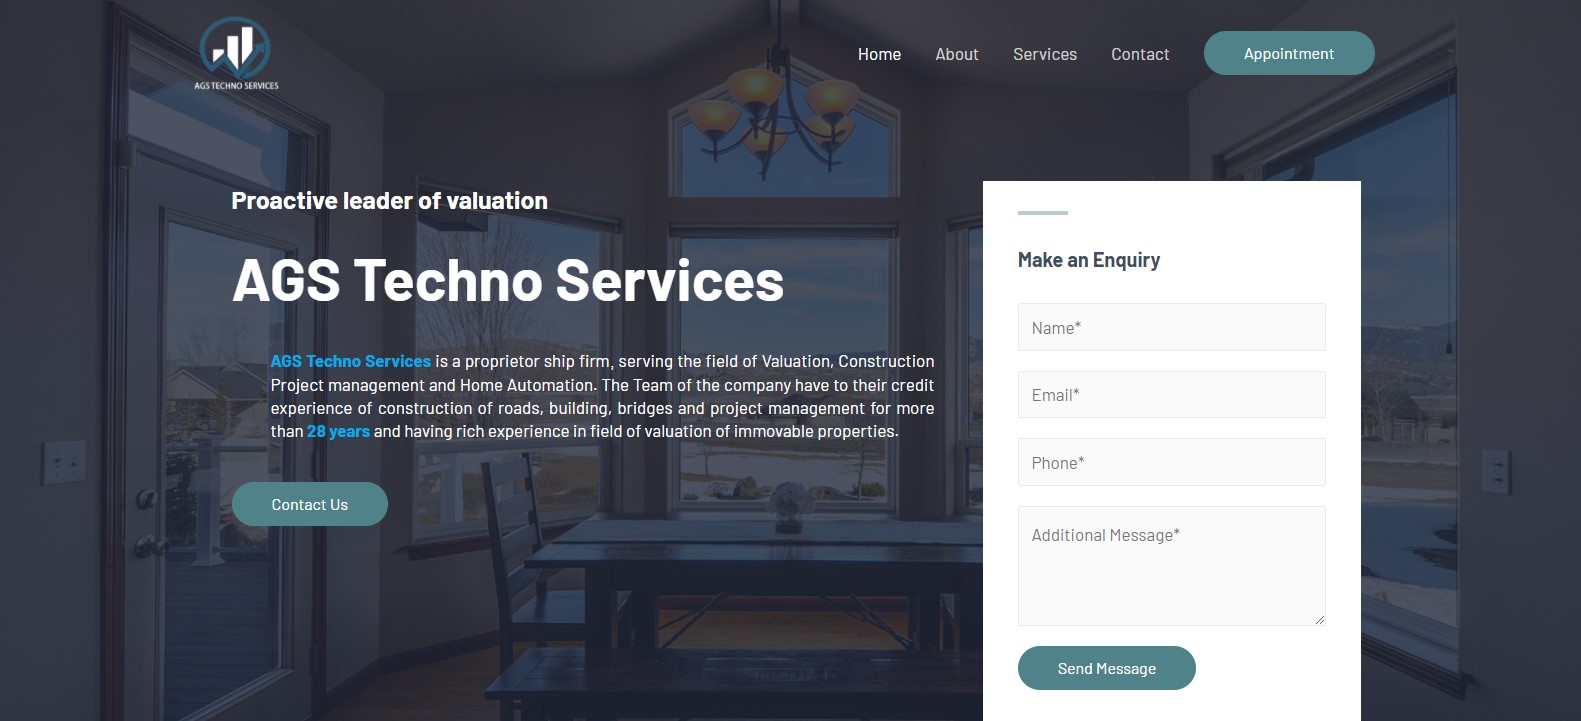 AGS TECHNO SERVICES
Home About Services Contact Appointment
Proactive leader of valuation
AGS Techno Services
AGS Techno Services is a proprietor ship firm, serving the field of Valuation, Construction
Project management and Home Automation. The Team of the company have to their credit
experience of construction of roads, building, bridges and project management for more
than 28 years and having rich experience in field of valuation of immovable properties.
Contact Us
Make an Enquiry
Name*
Email*
Phone*
Additional Message*
Send Message